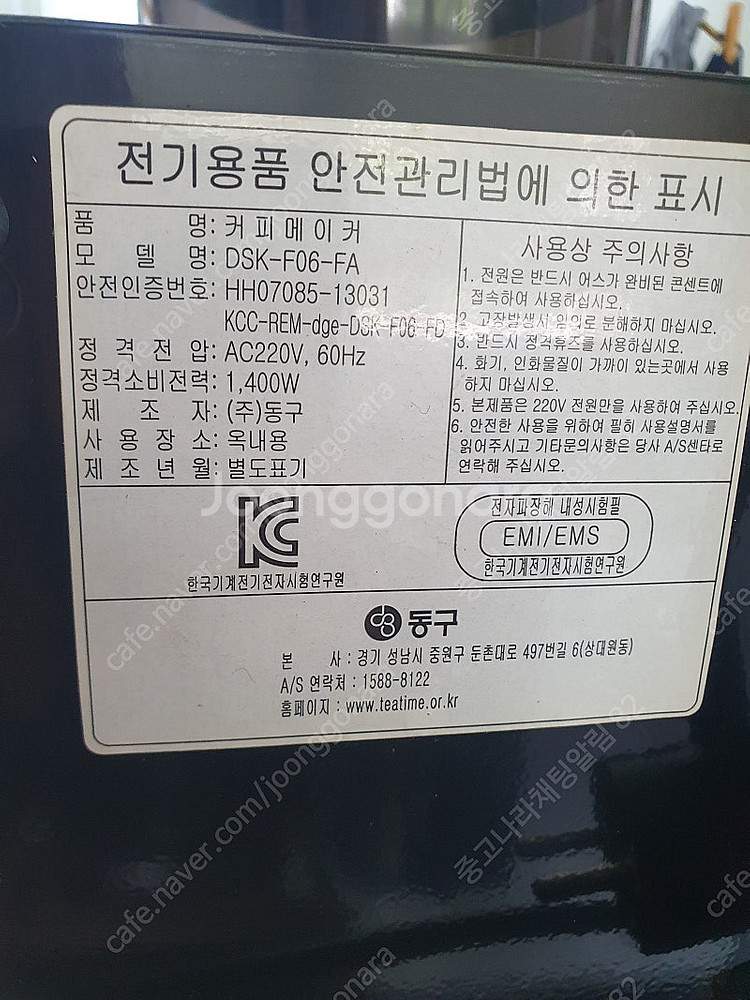 전기용품 안전관리법에 의한 표시
품 명: 커피메이커
모 델 명: DSK-F06-FA
안전인증번호: HH07085-13031
KCC-REM-dge-DSK-F06-FD
정 격 전 압: AC220V, 60Hz
정격소비전력: 1,400W
제 조 자: (주)동구
사 용 장 소: 옥내용
제 조 년 월: 별도표기
사용상 주의사항
1. 전원은 반드시 어스가 완비된 콘센트에
접속하여 사용하십시오.
2. 고장발생시 임의로 분해하지 마십시오.
3. 반드시 정격휴즈를 사용하십시오.
4. 화기, 인화물질이 가까이 있는곳에서 사용
하지 마십시오.
5. 본제품은 220V 전원만을 사용하여 주십시오.
6. 안전한 사용을 위하여 필히 사용설명서를
읽어주시고 기타문의사항은 당사 A/S센타로
연락해 주십시오.
한국기계전기전자시험연구원
전자파장해 내성시험필
EMI/EMS
한국기계전기전자시험연구원
동구
본 사 : 경기 성남시 중원구 둔촌대로 497번길 6(상대원동)
A/S 연락처 : 1588-8122
홈페이지 : www.teatime.or.kr
Joonggonara
cafe.naver.com/joonggonara
중고나라채팅알림 82